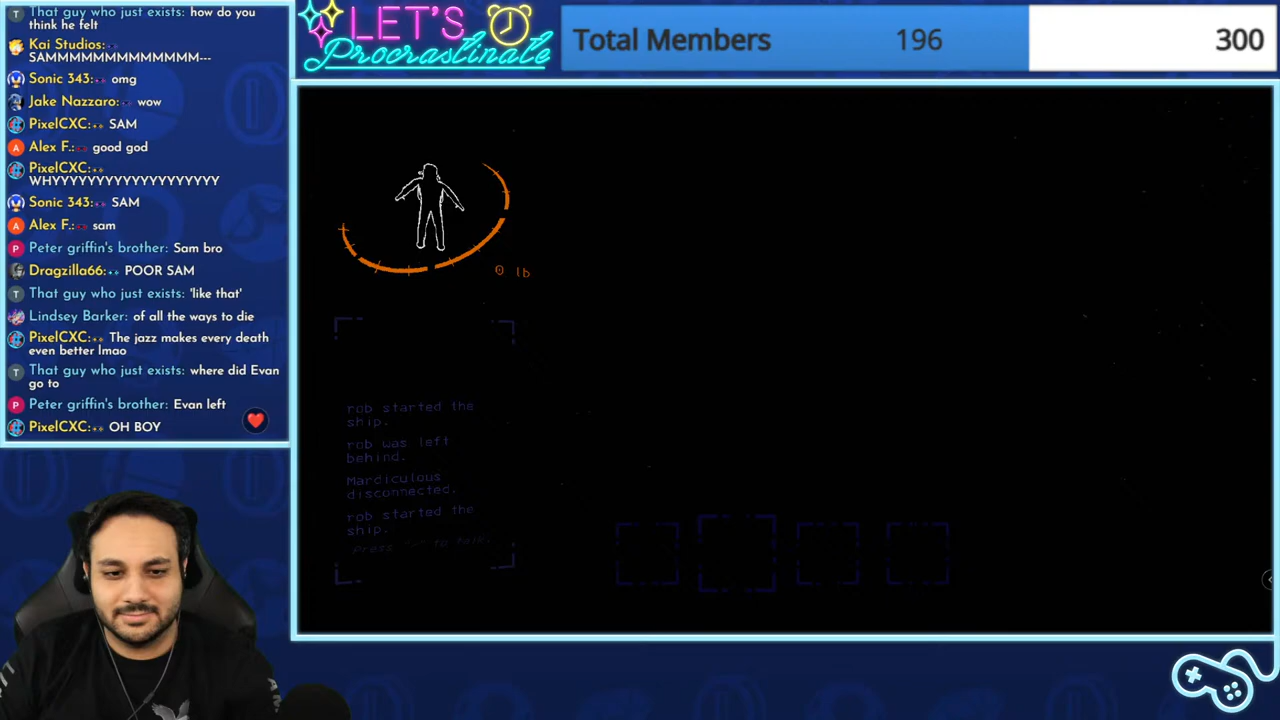 That guy who just exists: how do you
think he felt
Kai Studios:
SAMMMMMMMMMMMMM---
Sonic 343: omg
Jake Nazzaro: wow
PixelCXC: SAM
Alex F.: good god
PixelCXC:
WHYYYYYYYYYYYYYYYYYYY
Sonic 343: SAM
Alex F.: sam
Peter griffin's brother: Sam bro
Dragzilla66: POOR SAM
That guy who just exists: 'like that'
Lindsey Barker: of all the ways to die
PixelCXC: The jazz makes every death
even better lmao
That guy who just exists: where did Evan
go to
Peter griffin's brother: Evan left
PixelCXC: OH BOY
LET'S
Procrastinate
Total Members 196 300
0 lb
rob started the
ship.
rob was left
behind.
Mardiculous
disconnected.
rob started the
ship.
Press to talk.